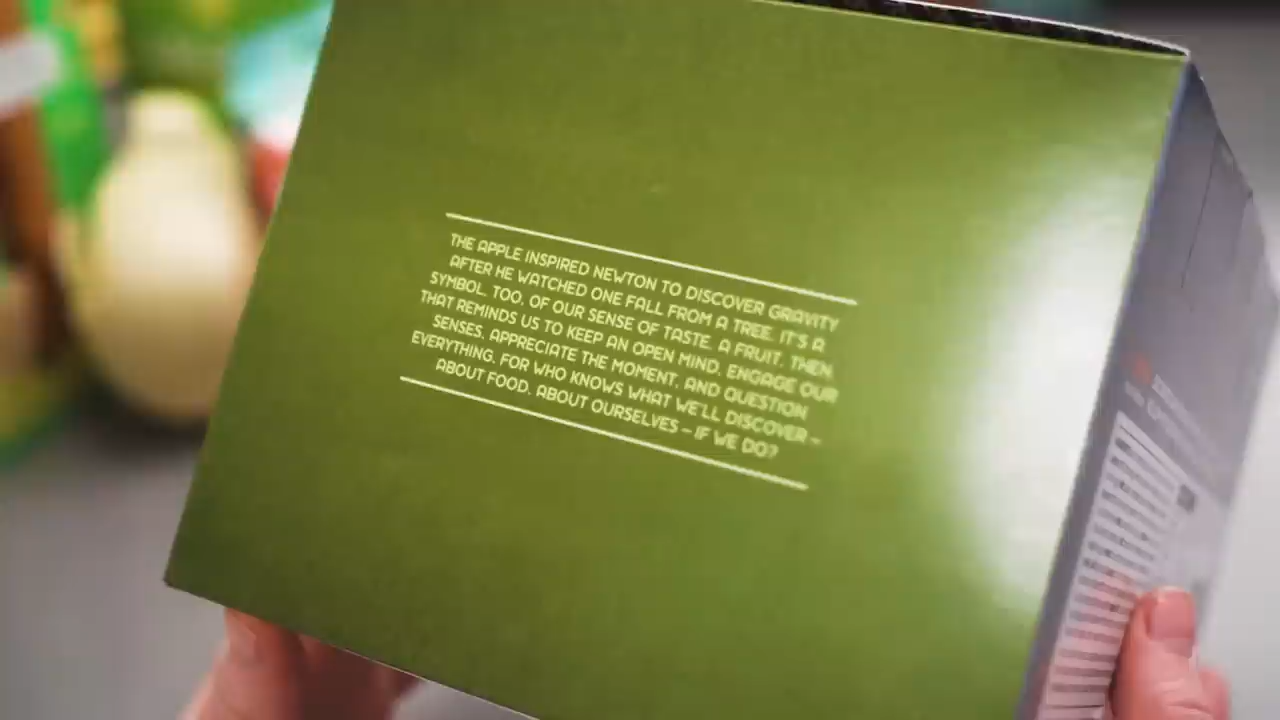 THE APPLE INSPIRED NEWTON TO DISCOVER GRAVITY
AFTER HE WATCHED ONE FALL FROM A TREE. IT'S A
SYMBOL, TOO, OF OUR SENSE OF TASTE. A FRUIT, THEN,
THAT REMINDS US TO KEEP AN OPEN MIND, ENGAGE OUR
SENSES, APPRECIATE THE MOMENT, AND QUESTION
EVERYTHING. FOR WHO KNOWS WHAT WE'LL DISCOVER –
ABOUT FOOD, ABOUT OURSELVES – IF WE DO?